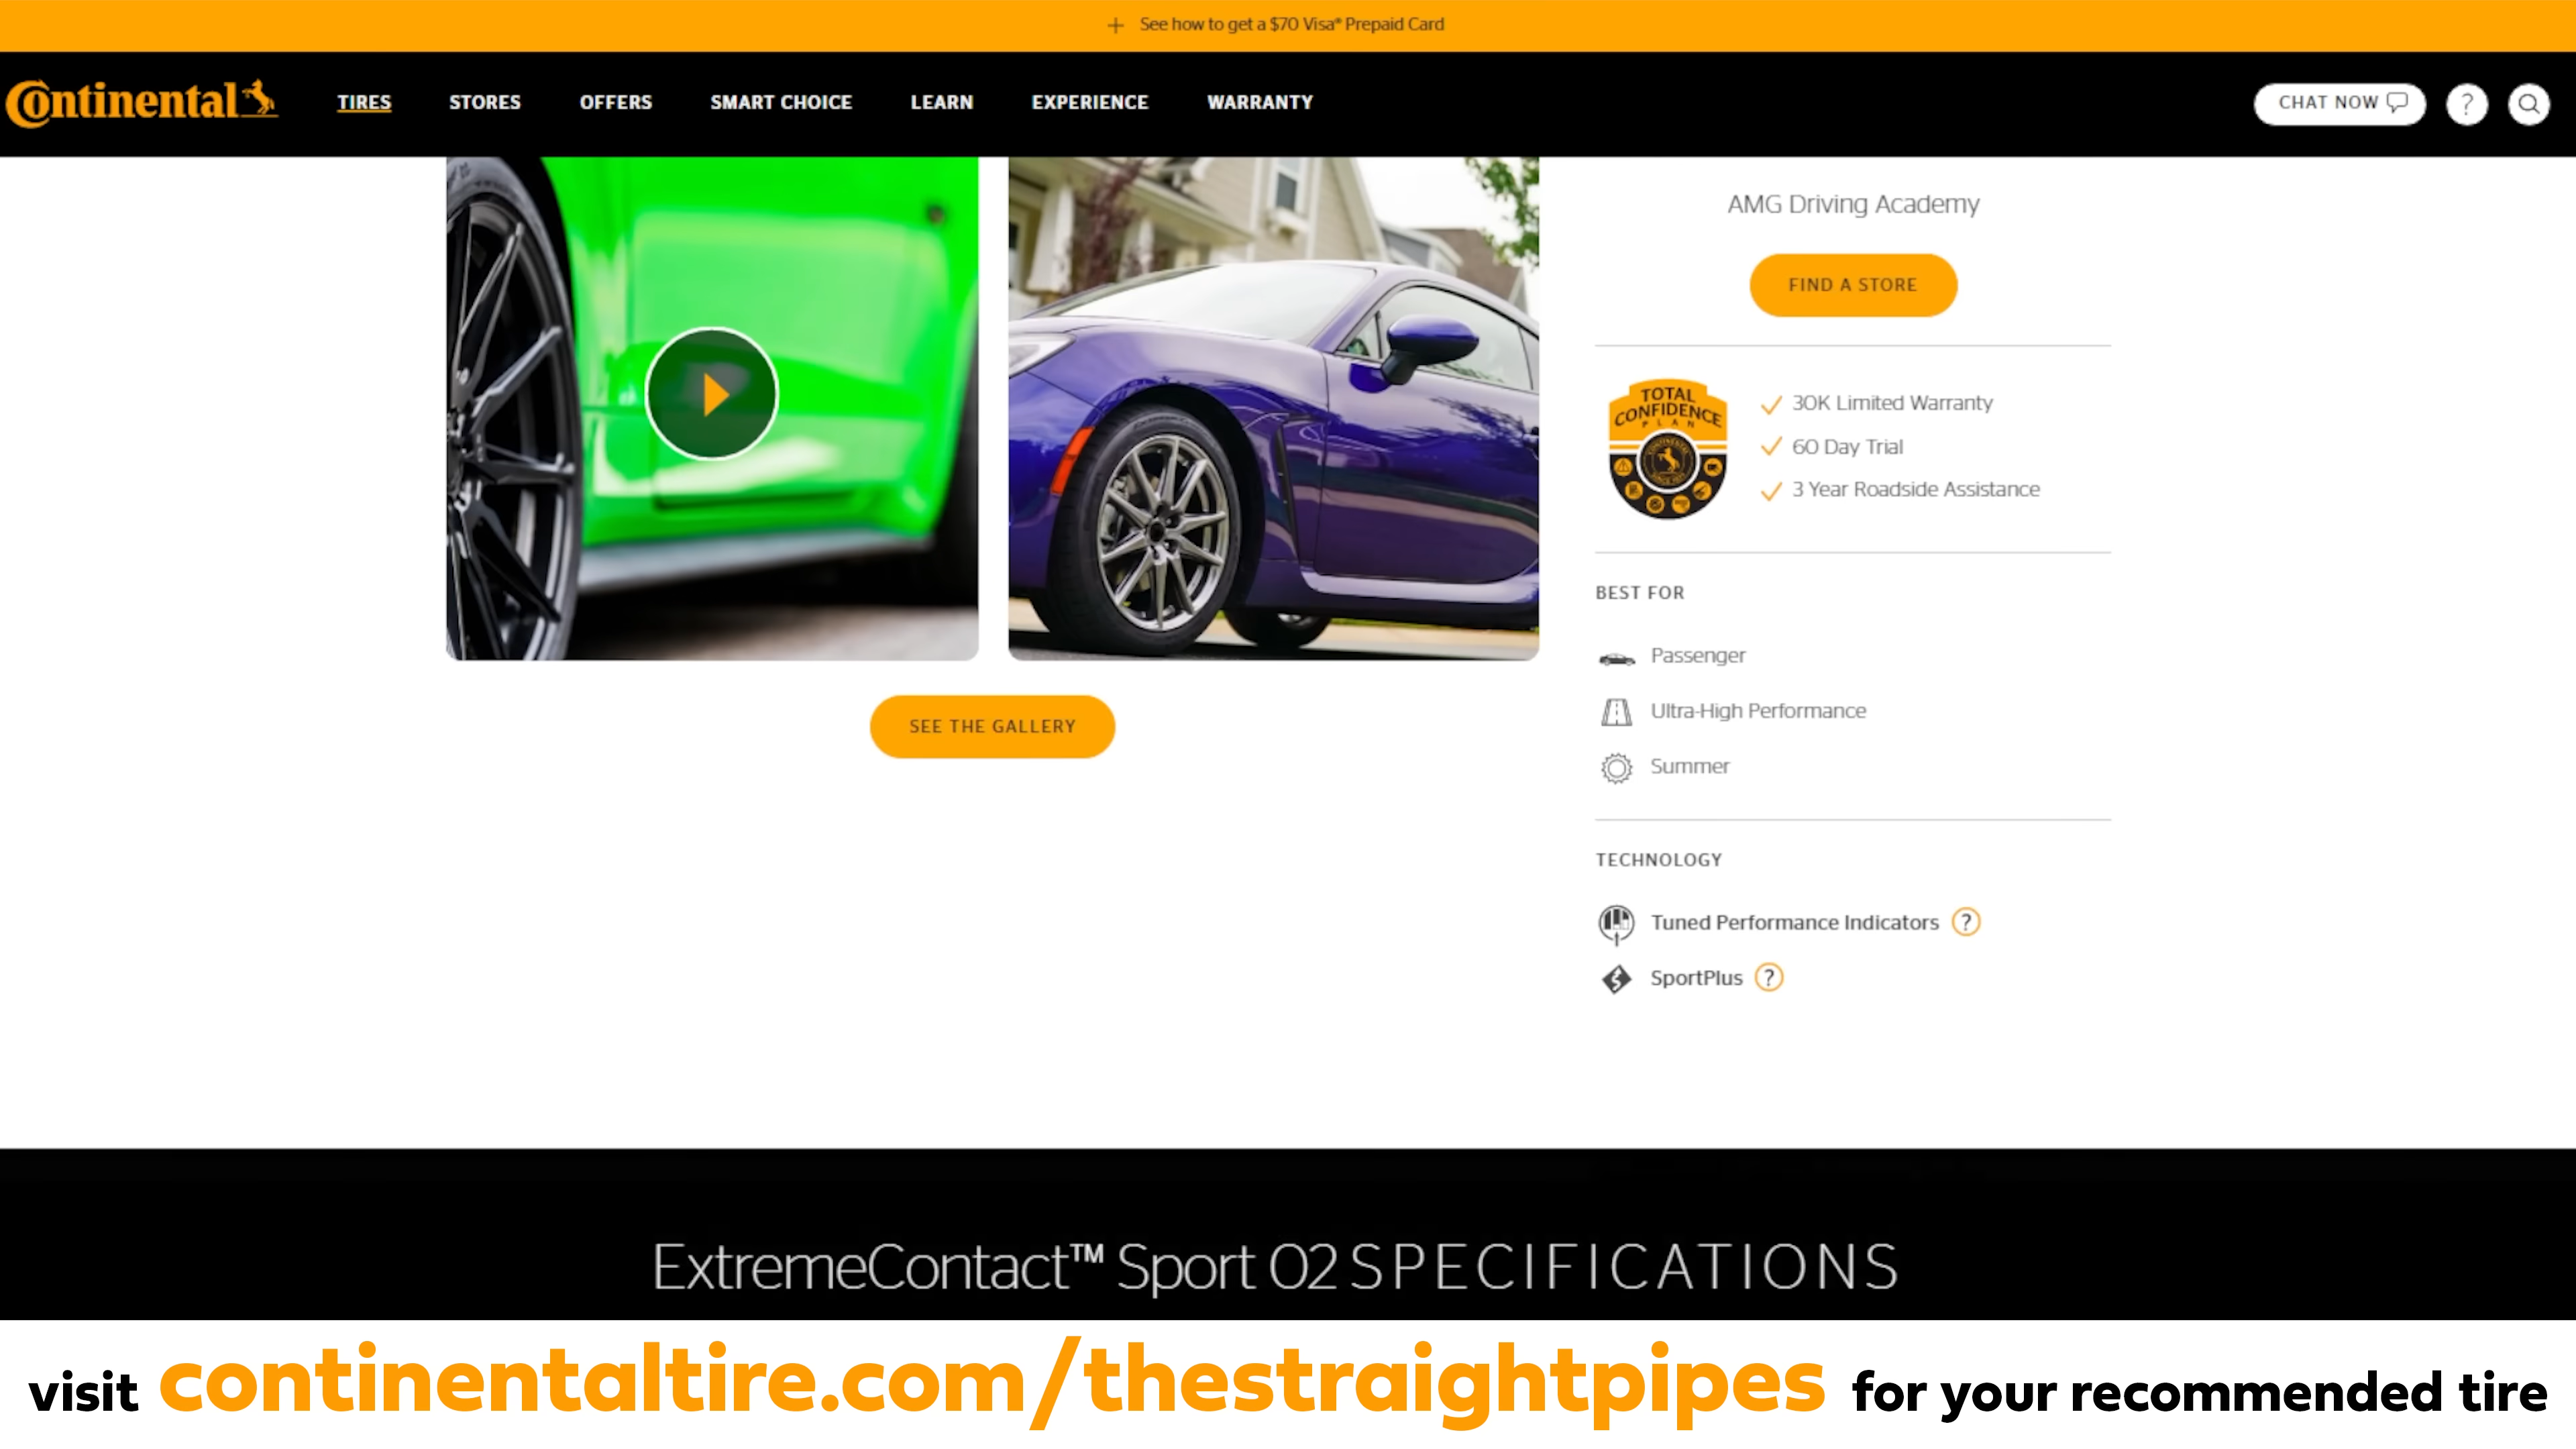 See how to get a $70 Visa® Prepaid Card
Continental
TIRES STORES OFFERS SMART CHOICE LEARN EXPERIENCE WARRANTY
CHAT NOW
?
AMG Driving Academy
FIND A STORE
TOTAL
CONFIDENCE
PLAN
30K Limited Warranty
60 Day Trial
3 Year Roadside Assistance
BEST FOR
Passenger
Ultra-High Performance
Summer
SEE THE GALLERY
TECHNOLOGY
Tuned Performance Indicators ?
SportPlus ?
ExtremeContact™ Sport 02 SPECIFICATIONS
visit continentaltire.com/thestraightpipes for your recommended tire